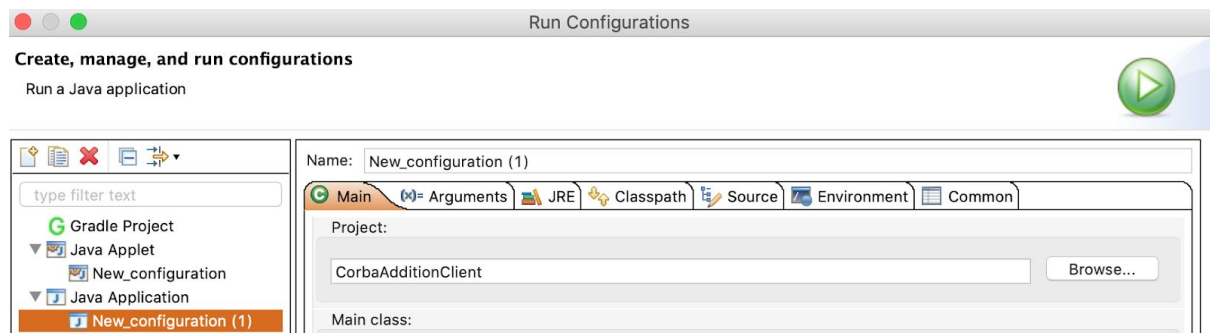 Run Configurations
Create, manage, and run configurations
Run a Java application
type filter text
Gradle Project
Java Applet
New_configuration
Java Application
New_configuration (1)
Name: New_configuration (1)
Main (x)= Arguments JRE Classpath Source Environment Common
Project:
CorbaAdditionClient Browse...
Main class: